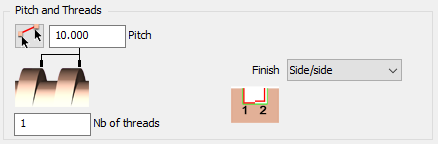 Pitch and Threads
10.000 Pitch
Finish Side/side
1 2
1 Nb of threads